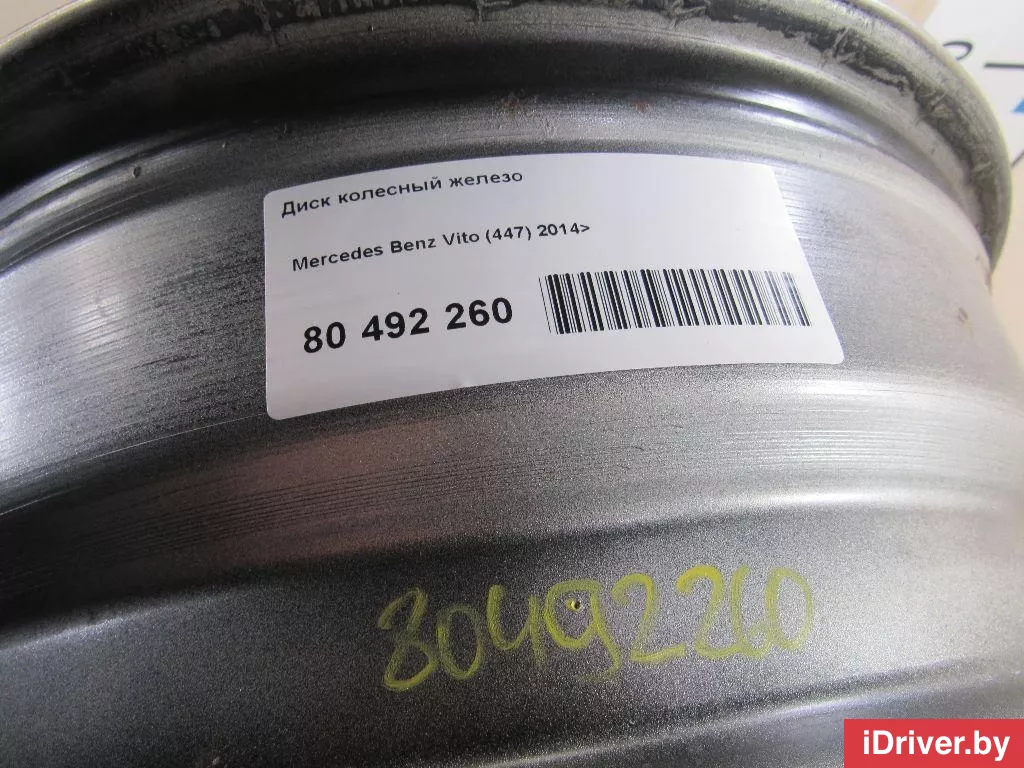 Диск колесный железо
Mercedes Benz Vito (447) 2014>
80 492 260
80492260
iDriver.by